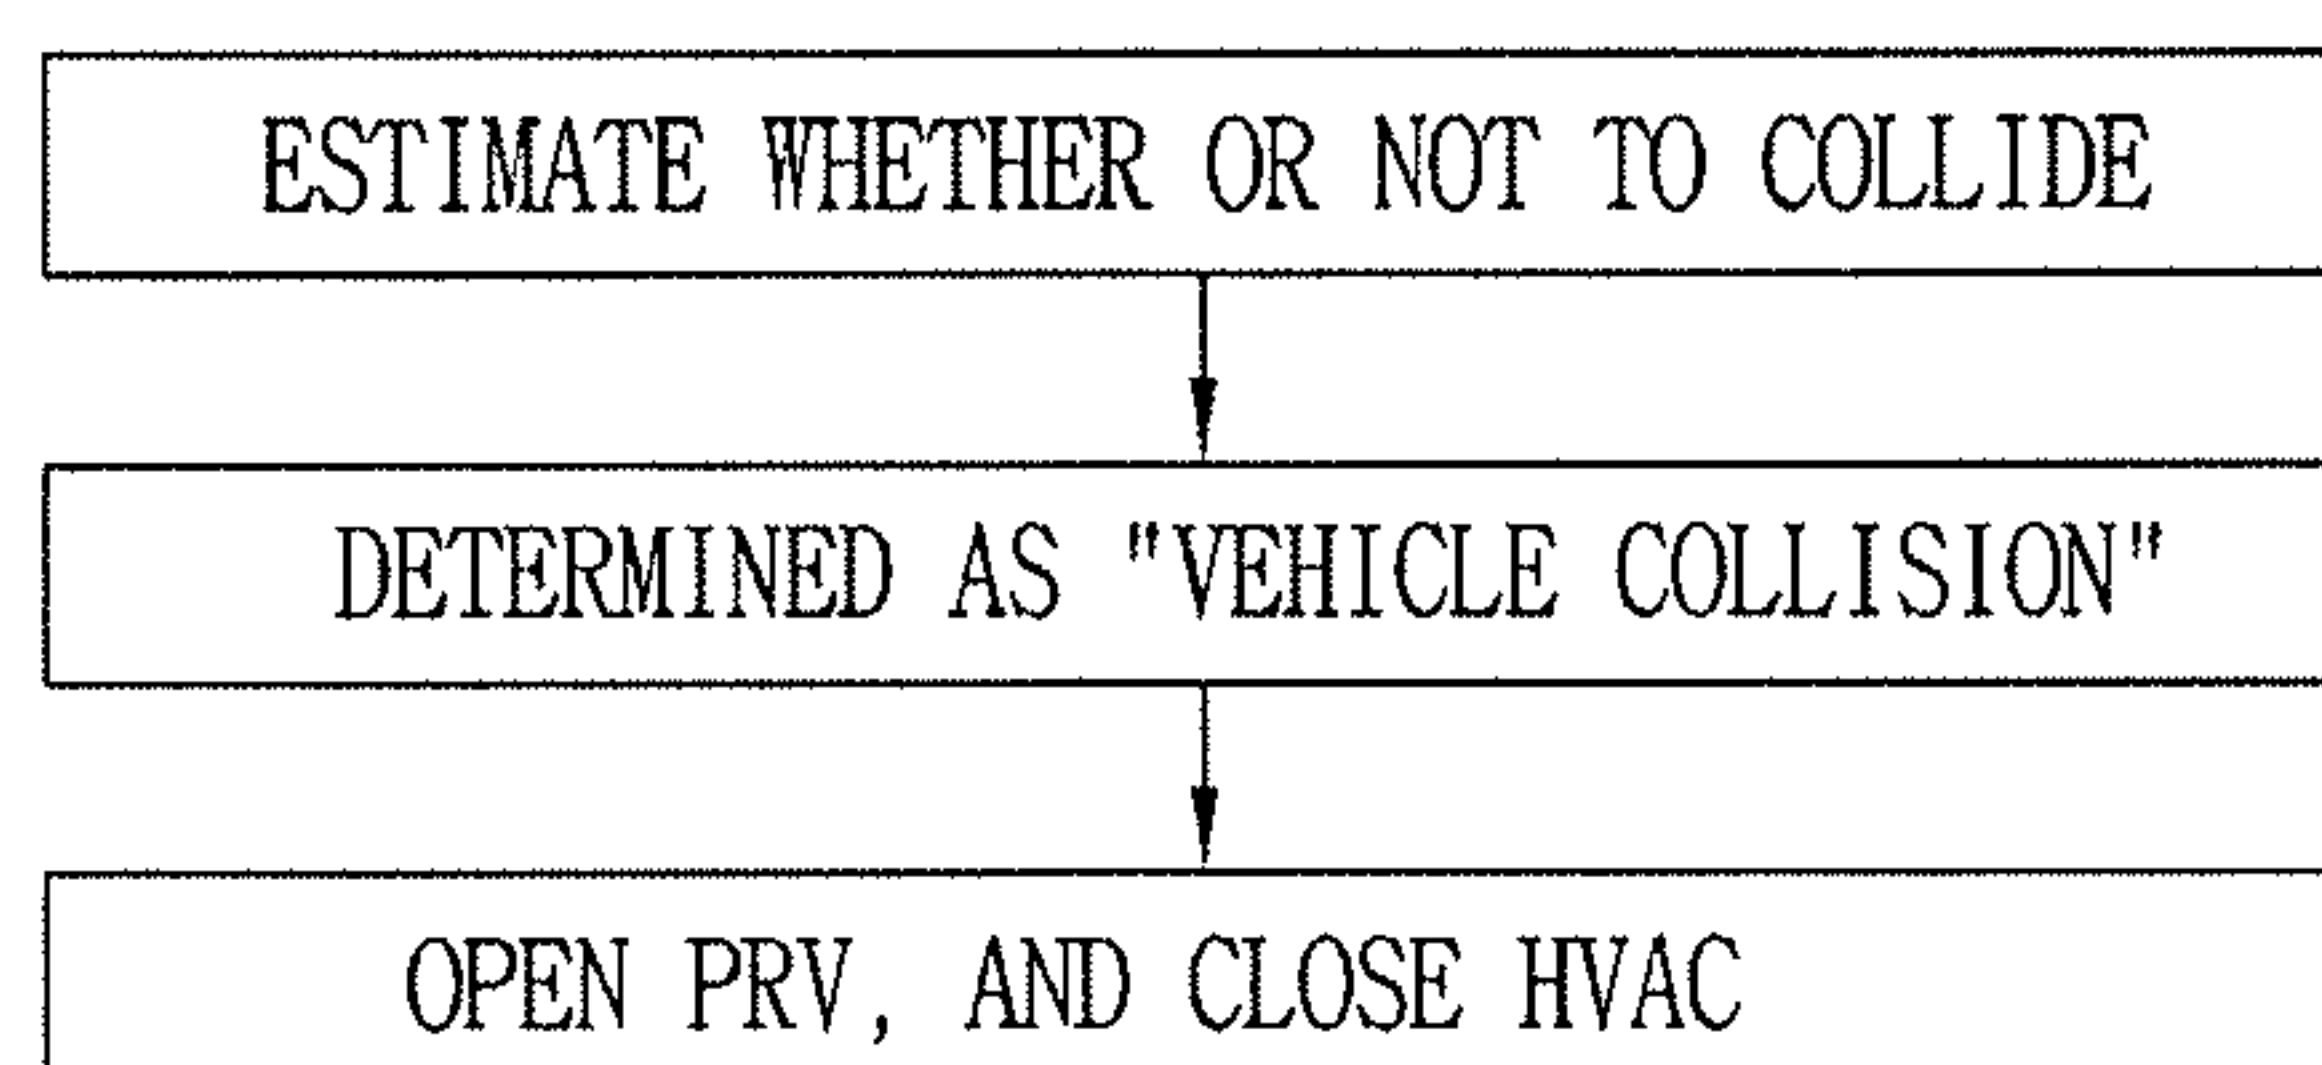 ESTIMATE WHETHER OR NOT TO COLLIDE
DETERMINED AS "VEHICLE COLLISION"
OPEN PRV, AND CLOSE HVAC